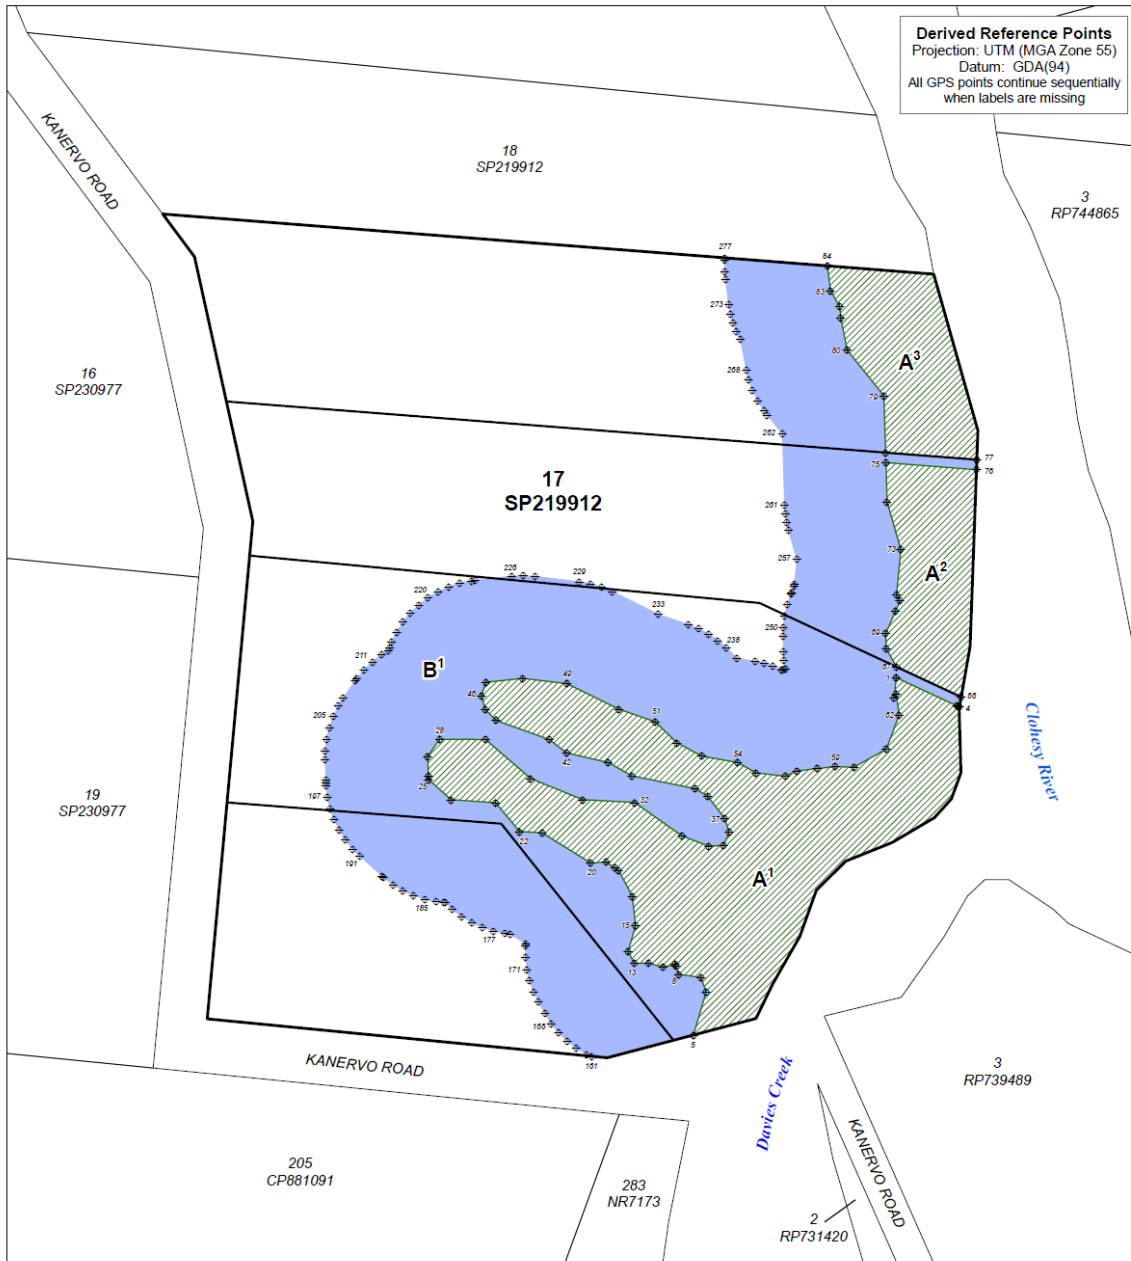 Derived Reference Points
Projection: UTM (MGA Zone 55)
Datum: GDA(94)
All GPS points continue sequentially
when labels are missing
KANERVO ROAD
18
SP219912
3
RP744865
277
84
83
273
80
A³
268
79
16
SP230977
262
77
75
76
17
SP219912
261
73
257
A²
226
229
220
233
250
69
238
211
67
B¹
1
49
46
66
4
205
51
62
28
42
54
59
Clohesy River
25
197
32
37
19
SP230977
22
191
20
A¹
185
15
177
13
171
8
166
5
161
KANERVO ROAD
3
RP739489
Davies Creek
KANERVO ROAD
205
CP881091
283
NR7173
2
RP731420